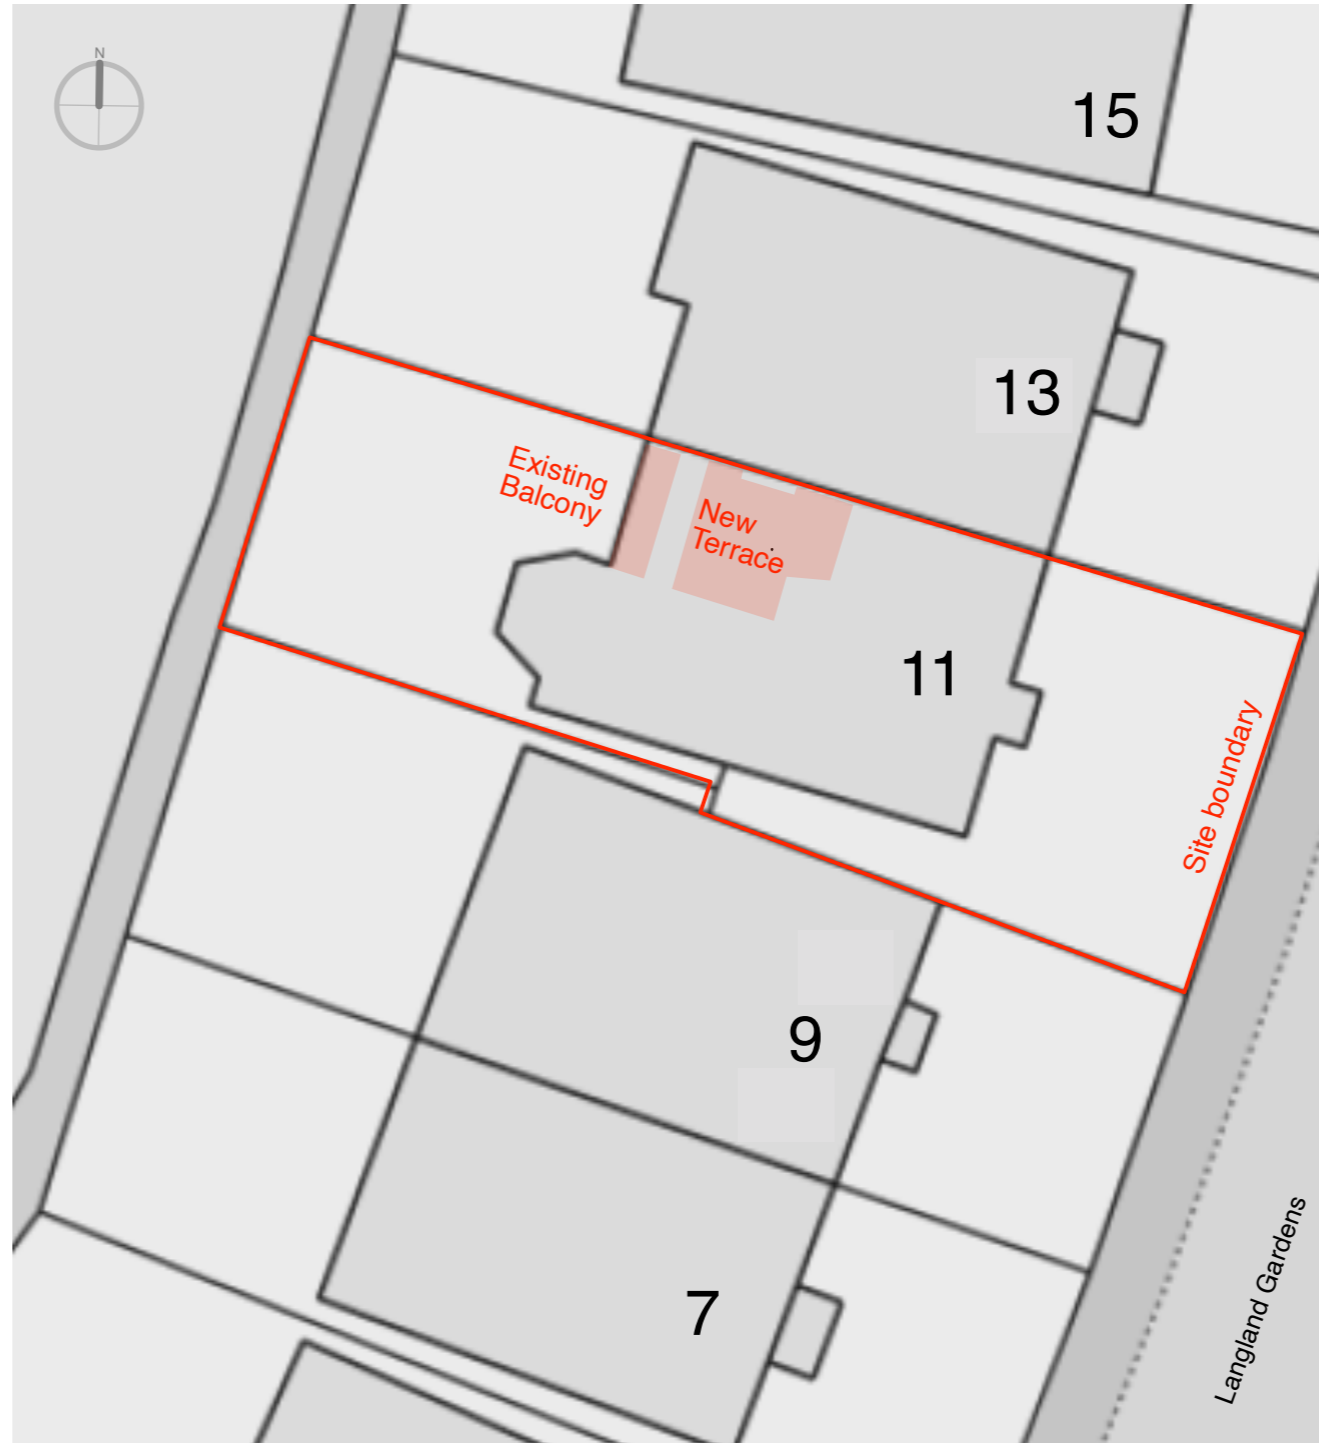 N
15
13
Existing
Balcony
New
Terrace
11
Site boundary
9
7
Langland Gardens